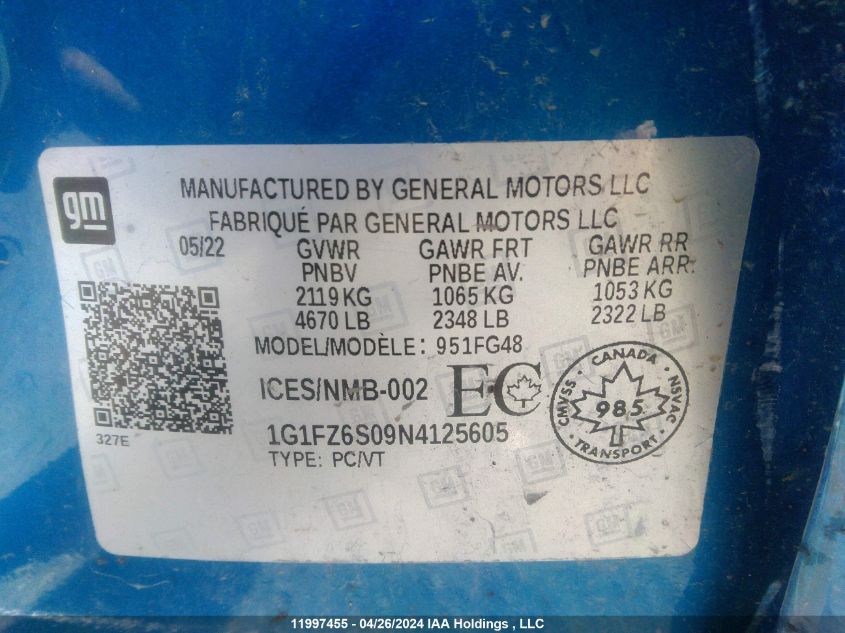 gm
MANUFACTURED BY GENERAL MOTORS LLC
FABRIQUÉ PAR GENERAL MOTORS LLC
05/22 GVWR GAWR FRT GAWR RR
PNBV PNBE AV. PNBE ARR.
2119 KG 1065 KG 1053 KG
4670 LB 2348 LB 2322 LB
MODEL/MODÈLE: 951FG48
ICES/NMB-002 EC
CANADA
CMVSS 985 NSVAC
TRANSPORT
327E
1G1FZ6S09N4125605
TYPE: PC/VT
11997455 - 04/26/2024 IAA Holdings , LLC